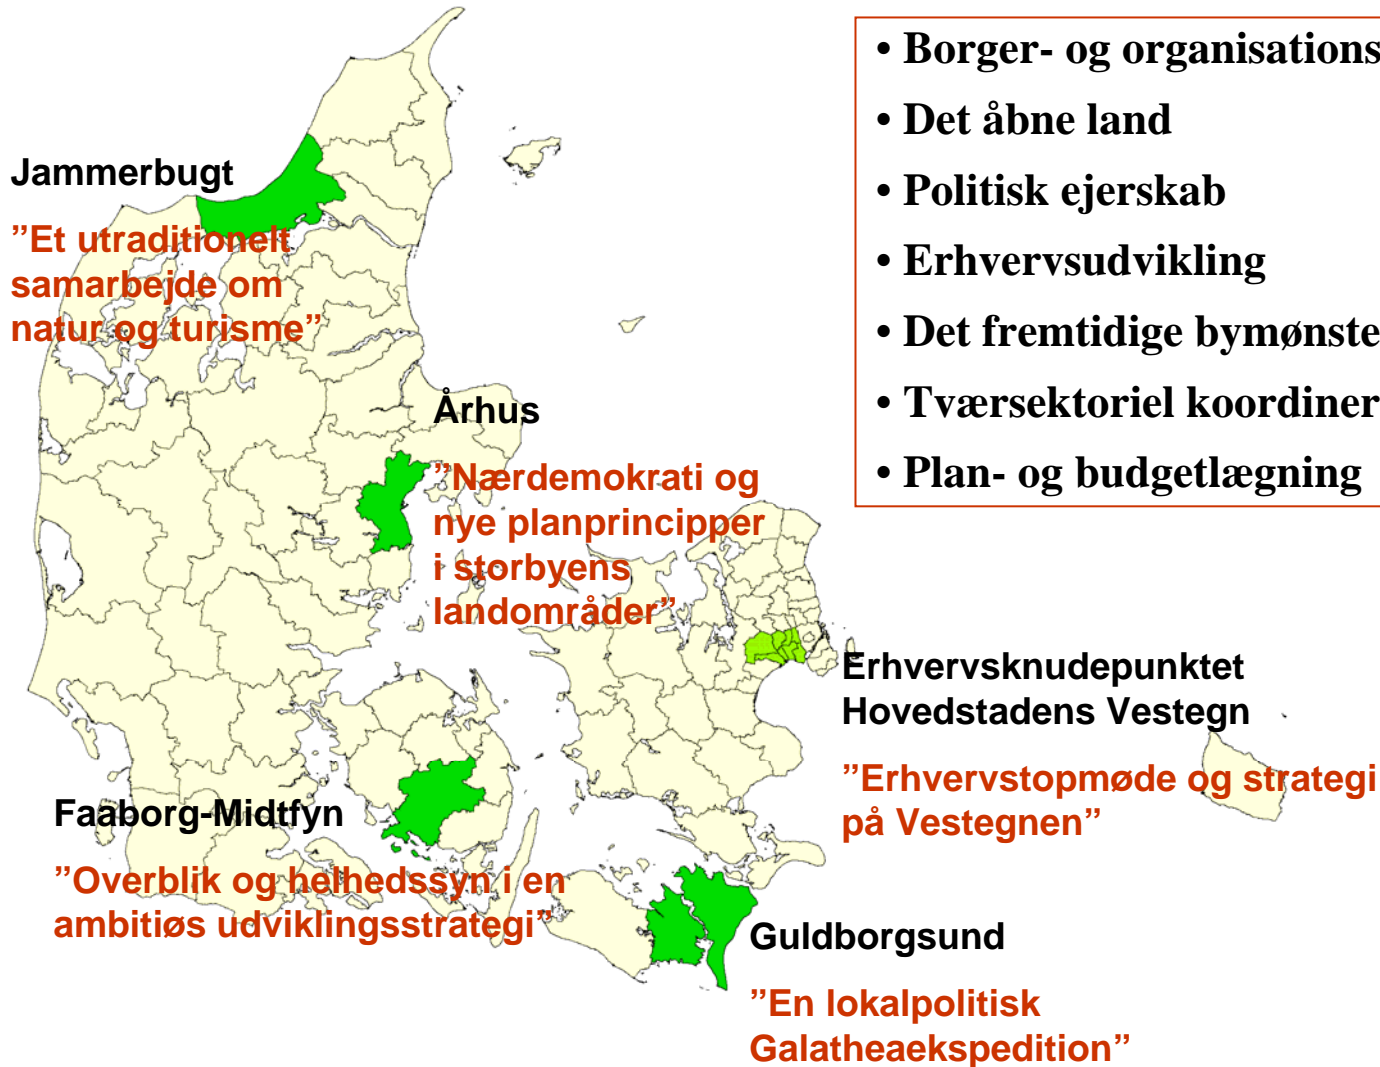 • Borger- og organisations
• Det åbne land
• Politisk ejerskab
• Erhvervsudvikling
• Det fremtidige bymønste
• Tværsektoriel koordiner
• Plan- og budgetlægning
Jammerbugt
”Et utraditionelt
samarbejde om
natur og turisme”
Århus
”Nærdemokrati og
nye planprincipper
i storbyens
landområder”
Erhvervsknudepunktet
Hovedstadens Vestegn
”Erhvervstopmøde og strategi
på Vestegnen”
Faaborg-Midtfyn
”Overblik og helhedssyn i en
ambitiøs udviklingsstrategi”
Guldborgsund
”En lokalpolitisk
Galatheaekspedition”